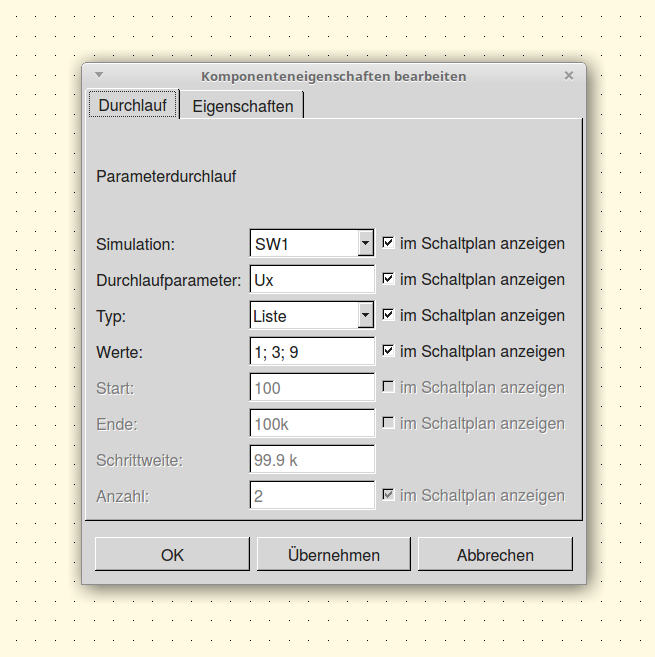 Komponenteneigenschaften bearbeiten
Durchlauf Eigenschaften
Parameterdurchlauf
Simulation: SW1 im Schaltplan anzeigen
Durchlaufparameter: Ux im Schaltplan anzeigen
Typ: Liste im Schaltplan anzeigen
Werte: 1; 3; 9 im Schaltplan anzeigen
Start: 100 im Schaltplan anzeigen
Ende: 100k im Schaltplan anzeigen
Schrittweite: 99.9 k
Anzahl: 2 im Schaltplan anzeigen
OK Übernehmen Abbrechen